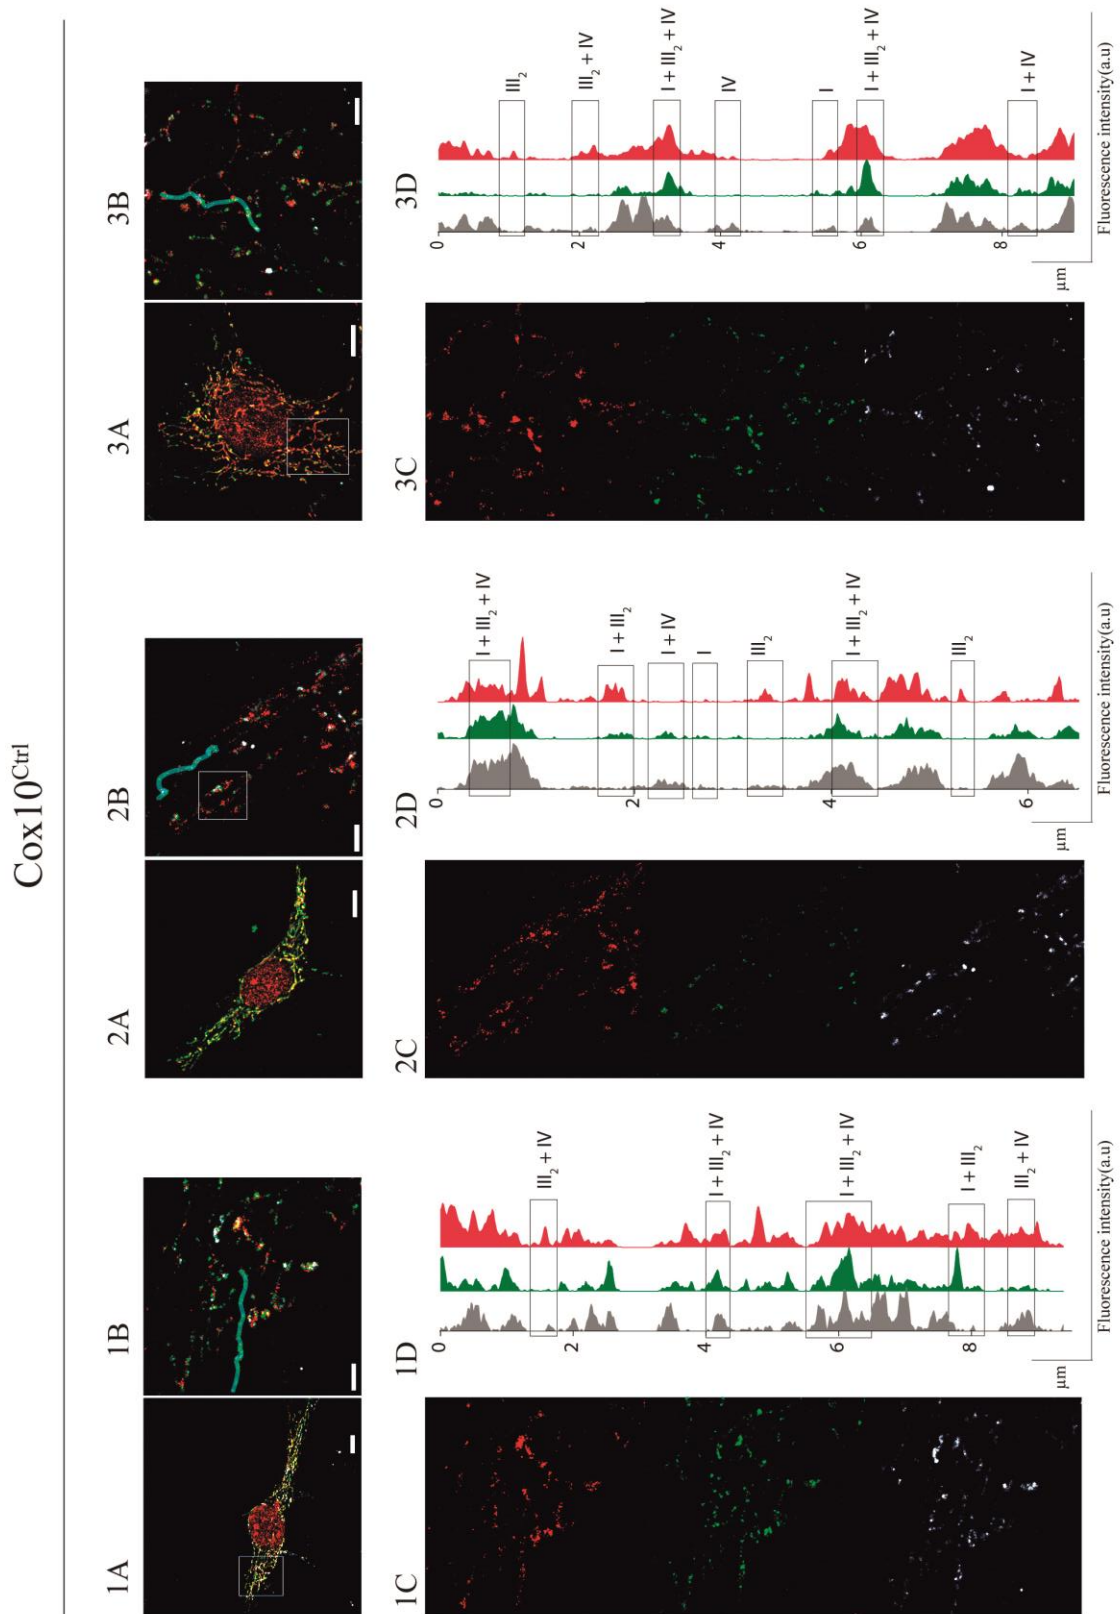 Cox10^Ctrl
1A
1B
2A
2B
3A
3B
1C
1D
0
2
4
6
8
III₂ + IV
I + III₂ + IV
I + III₂ + IV
I + III₂
III₂ + IV
µm
Fluorescence intensity(a.u)
2C
2D
0
2
4
6
I + III₂ + IV
I + III₂
I + IV
I
III₂
I + III₂ + IV
III₂
µm
Fluorescence intensity(a.u)
3C
3D
0
2
4
6
8
III₂
III₂ + IV
I + III₂ + IV
IV
I
I + III₂ + IV
I + IV
µm
Fluorescence intensity(a.u)